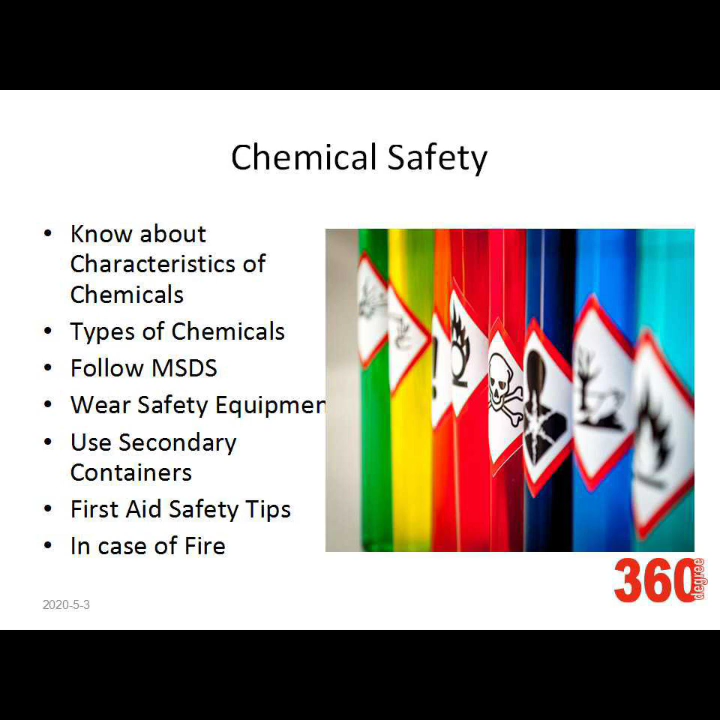 Chemical Safety
• Know about
Characteristics of
Chemicals
• Types of Chemicals
• Follow MSDS
• Wear Safety Equipmen
• Use Secondary
Containers
• First Aid Safety Tips
• In case of Fire
360 degree
2020-5-3